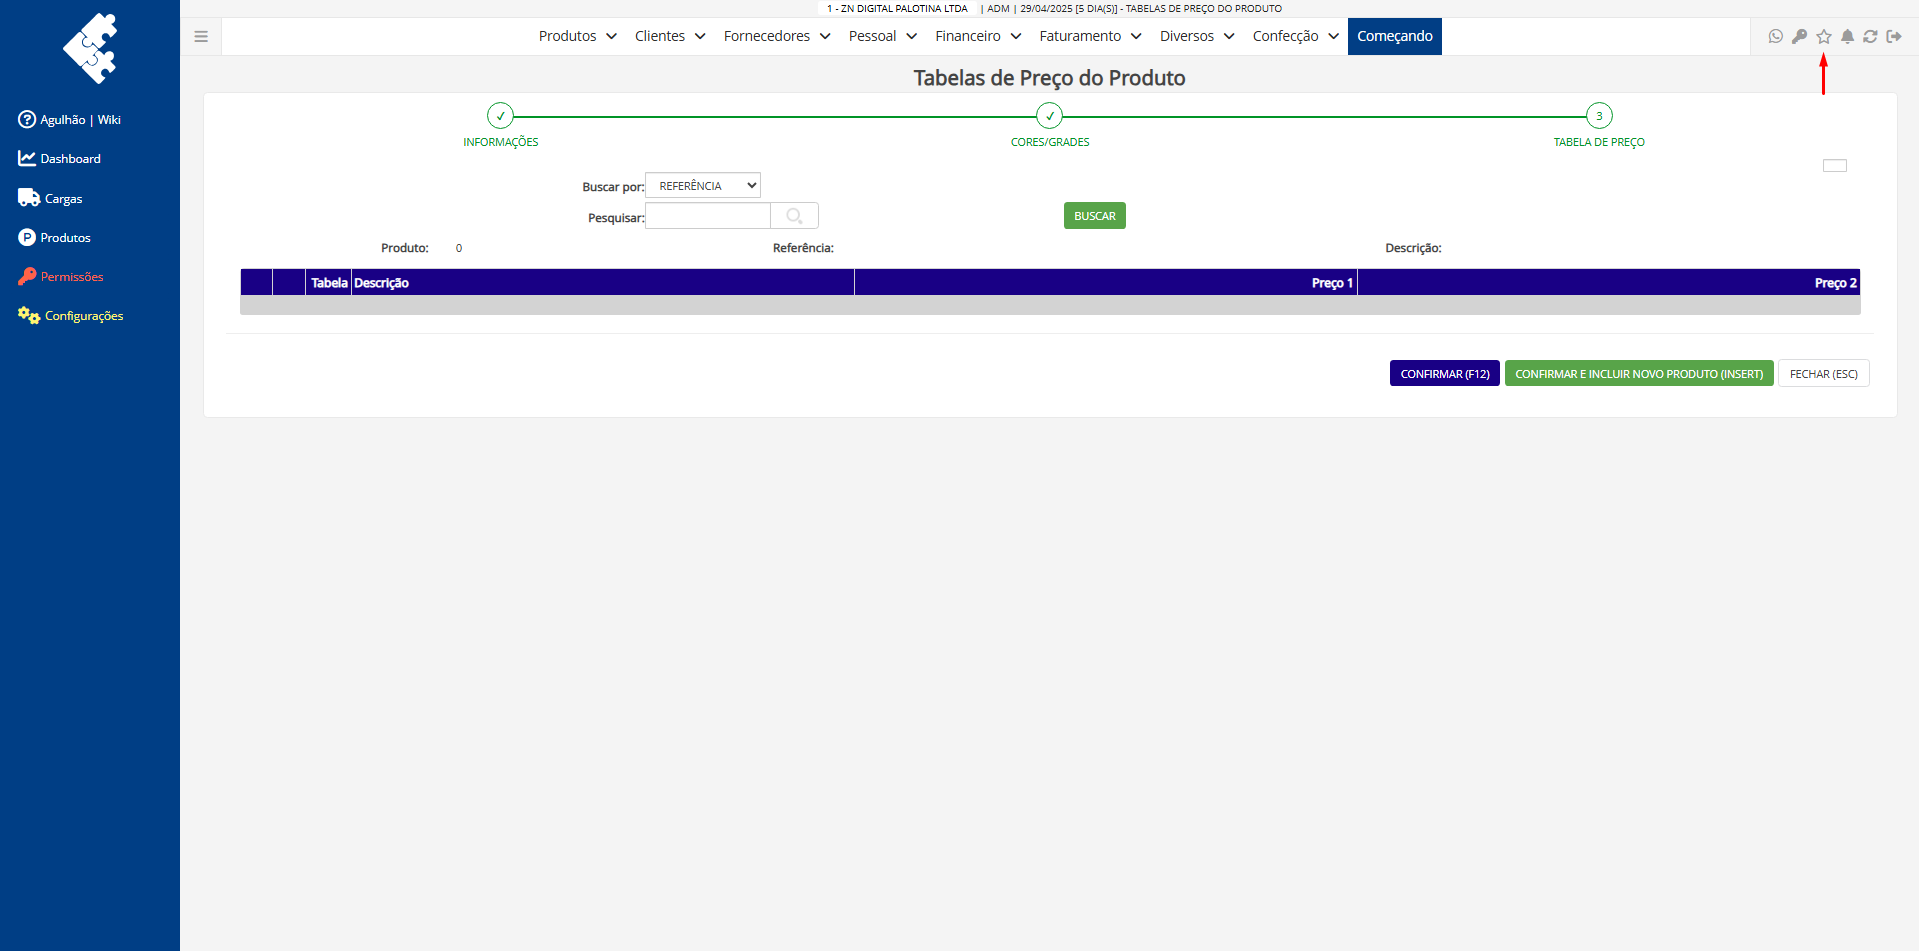 1 - ZN DIGITAL PALOTINA LTDA | ADM | 29/04/2025 [5 DIA(S)] - TABELAS DE PREÇO DO PRODUTO
Produtos Clientes Fornecedores Pessoal Financeiro Faturamento Diversos Confecção Começando
Agulhão | Wiki
Dashboard
Cargas
P Produtos
Permissões
Configurações
Tabelas de Preço do Produto
3
INFORMAÇÕES CORES/GRADES TABELA DE PREÇO
Buscar por: REFERÊNCIA
Pesquisar: BUSCAR
Produto: 0 Referência: Descrição:
Tabela Descrição Preço 1 Preço 2
CONFIRMAR (F12) CONFIRMAR E INCLUIR NOVO PRODUTO (INSERT) FECHAR (ESC)